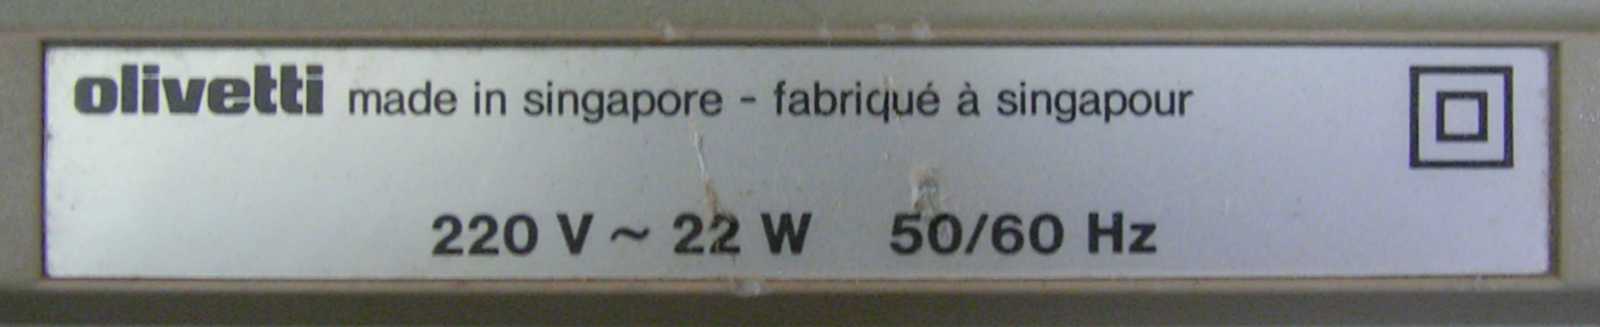 olivetti made in singapore - fabriqué à singapour
220 V ~ 22 W 50/60 Hz